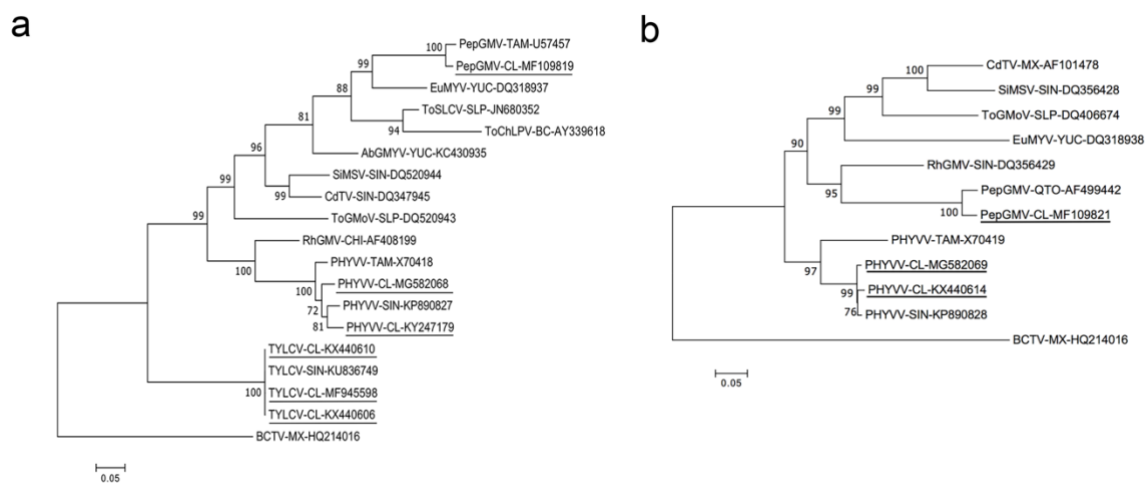 a
PepGMV-TAM-U57457
100
PepGMV-CL-MF109819
99
EuMYV-YUC-DQ318937
88
ToSLCV-SLP-JN680352
81
94
ToChLPV-BC-AY339618
96
AbGMYV-YUC-KC430935
SiMSV-SIN-DQ520944
99
99
CdTV-SIN-DQ347945
99
ToGMoV-SLP-DQ520943
RhGMV-CHI-AF408199
100
PHYVV-TAM-X70418
100
PHYVV-CL-MG582068
72
PHYVV-SIN-KP890827
81
PHYVV-CL-KY247179
TYLCV-CL-KX440610
TYLCV-SIN-KU836749
100
TYLCV-CL-MF945598
TYLCV-CL-KX440606
BCTV-MX-HQ214016
0.05
b
CdTV-MX-AF101478
100
SiMSV-SIN-DQ356428
99
ToGMoV-SLP-DQ406674
99
EuMYV-YUC-DQ318938
90
RhGMV-SIN-DQ356429
95
PepGMV-QTO-AF499442
100
PepGMV-CL-MF109821
PHYVV-TAM-X70419
97
PHYVV-CL-MG582069
99
PHYVV-CL-KX440614
76
PHYVV-SIN-KP890828
BCTV-MX-HQ214016
0.05